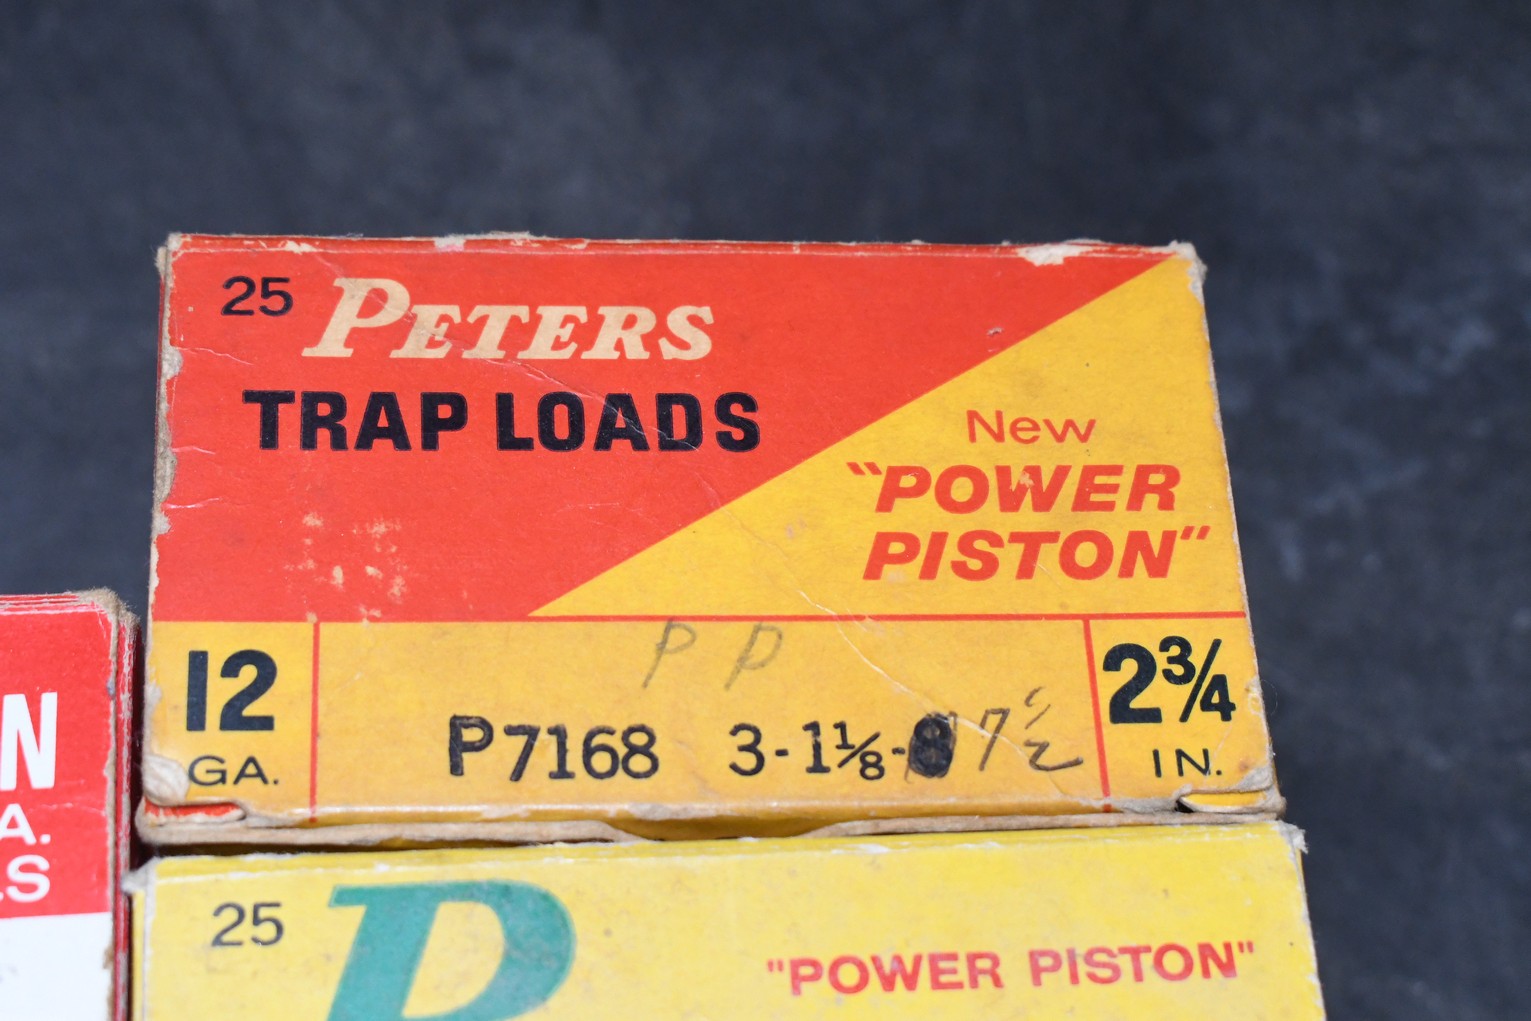 25 PETERS
TRAP LOADS
New
"POWER
PISTON"
P P
12
GA.
P7168 3-1⅛-8 7½
2¾
IN.
N
A.
LS
25 P
"POWER PISTON"